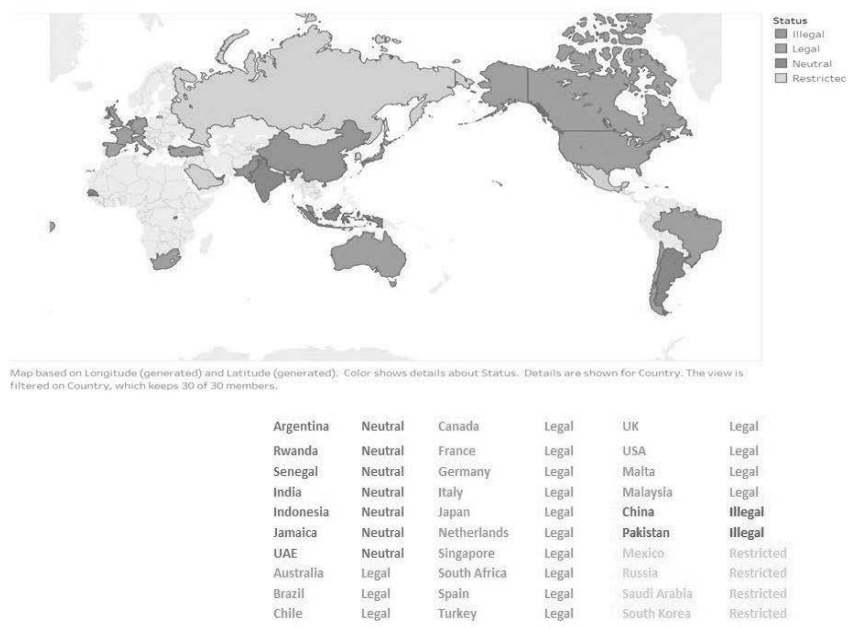 Status
Illegal
Legal
Neutral
Restrictec
Map based on Longitude (generated) and Latitude (generated). Color shows details about Status. Details are shown for Country. The view is
filtered on Country, which keeps 30 of 30 members.
Argentina Neutral Canada Legal UK Legal
Rwanda Neutral France Legal USA Legal
Senegal Neutral Germany Legal Malta Legal
India Neutral Italy Legal Malaysia Legal
Indonesia Neutral Japan Legal China Illegal
Jamaica Neutral Netherlands Legal Pakistan Illegal
UAE Neutral Singapore Legal Mexico Restricted
Australia Legal South Africa Legal Russia Restricted
Brazil Legal Spain Legal Saudi Arabia Restricted
Chile Legal Turkey Legal South Korea Restricted